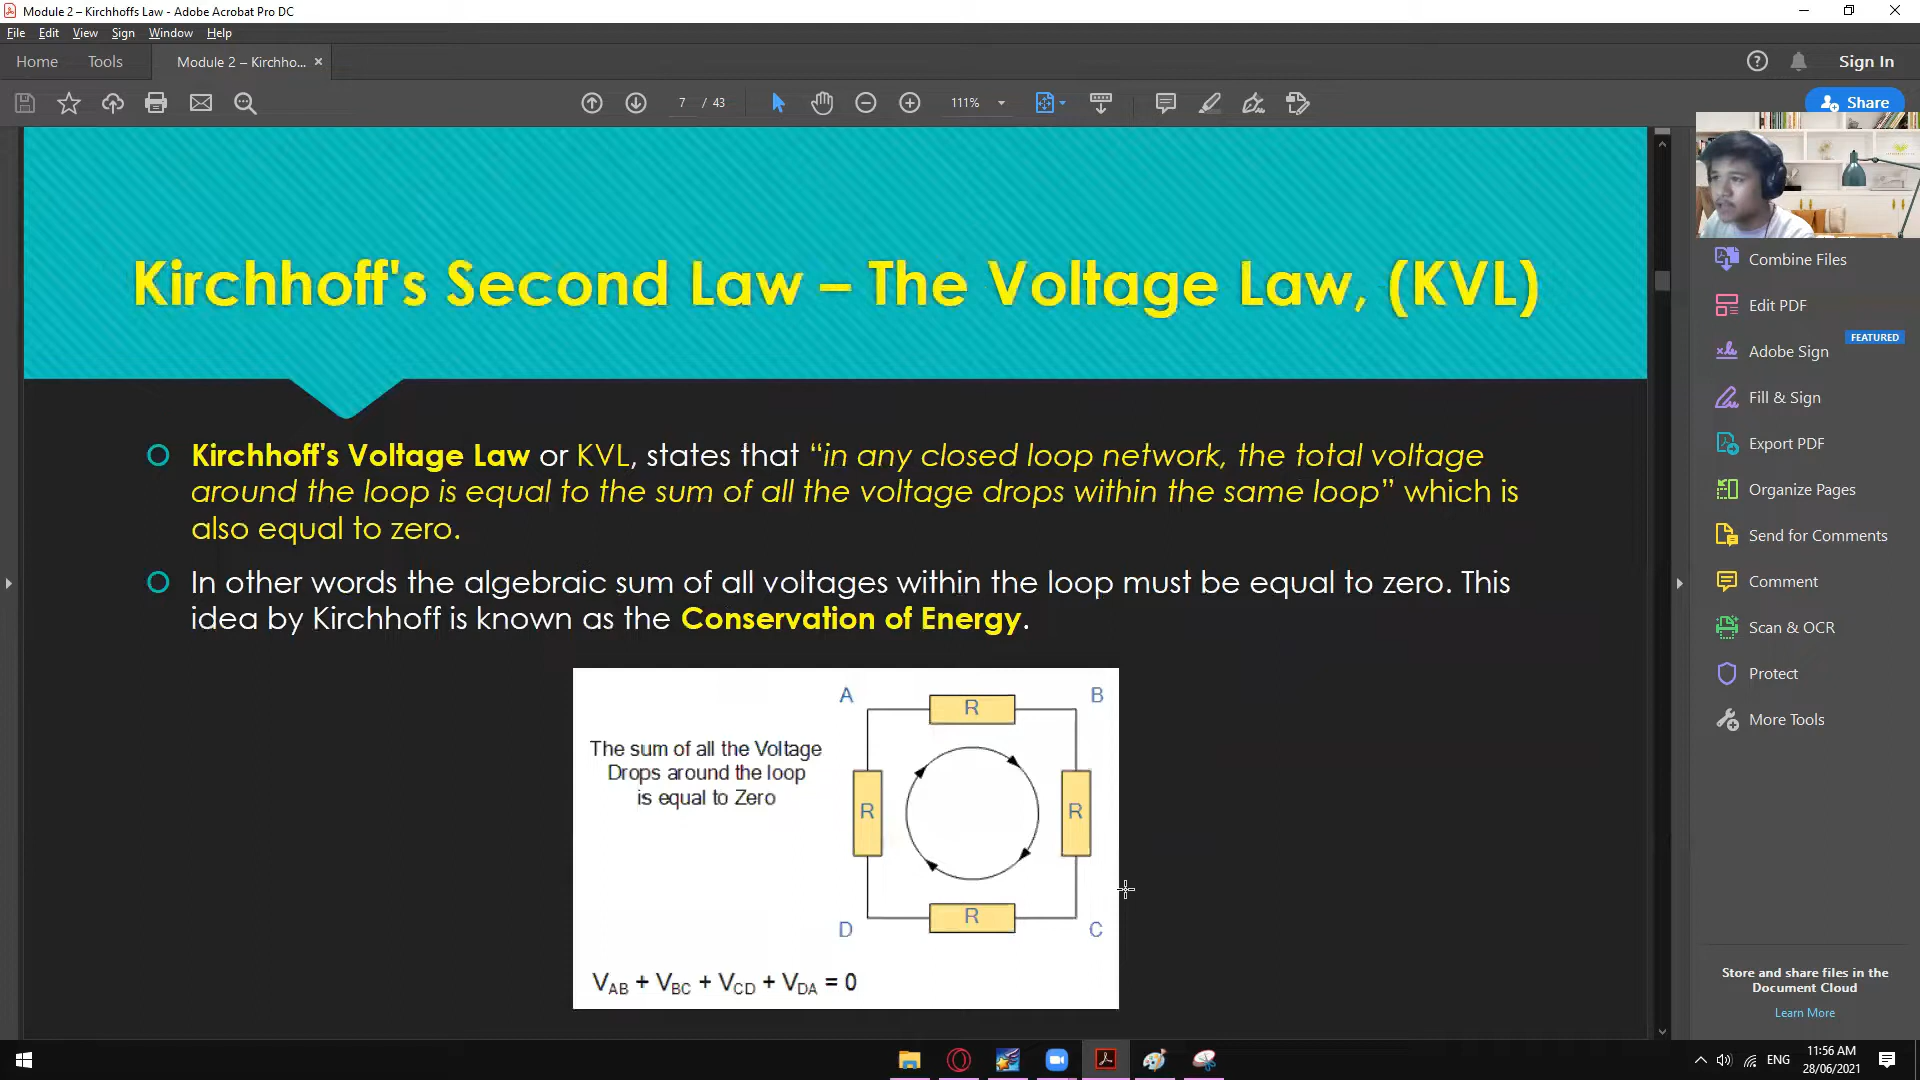 Module 2 – Kirchhoffs Law - Adobe Acrobat Pro DC
File Edit View Sign Window Help
Home Tools Module 2 – Kirchho... × Sign In
7 / 43 111% Share
Kirchhoff's Second Law – The Voltage Law, (KVL)
Kirchhoff's Voltage Law or KVL, states that “in any closed loop network, the total voltage
around the loop is equal to the sum of all the voltage drops within the same loop” which is
also equal to zero.
In other words the algebraic sum of all voltages within the loop must be equal to zero. This
idea by Kirchhoff is known as the Conservation of Energy.
A R B
The sum of all the Voltage
Drops around the loop
is equal to Zero
R R
D R C
VAB + VBC + VCD + VDA = 0
Combine Files
Edit PDF
FEATURED
Adobe Sign
Fill & Sign
Export PDF
Organize Pages
Send for Comments
Comment
Scan & OCR
Protect
More Tools
Store and share files in the
Document Cloud
Learn More
ENG
11:56 AM
28/06/2021